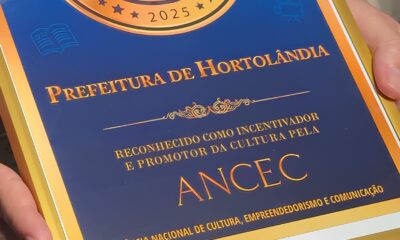 2025
PREFEITURA DE HORTOLÂNDIA
RECONHECIDO COMO INCENTIVADOR
E PROMOTOR DA CULTURA PELA
ANCEC
NACIONAL DE CULTURA, EMPREENDEDORISMO E COMUNICAÇÃO